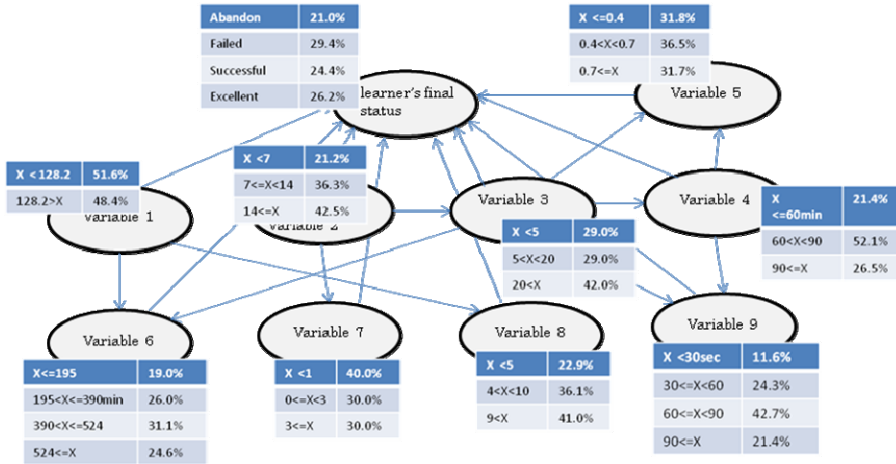 Abandon 21.0%
Failed 29.4%
Successful 24.4%
Excellent 26.2%
X <=0.4 31.8%
0.4<X<0.7 36.5%
0.7<=X 31.7%
learner's final
status
Variable 5
X <128.2 51.6%
128.2>X 48.4%
Variable 1
X <7 21.2%
7<=X<14 36.3%
14<=X 42.5%
Variable 2
Variable 3
X <5 29.0%
5<X<20 29.0%
20<X 42.0%
Variable 4
X
<=60min 21.4%
60<X<90 52.1%
90<=X 26.5%
Variable 6
X<=195 19.0%
195<X<=390min 26.0%
390<X<=524 31.1%
524<=X 24.6%
Variable 7
X <1 40.0%
0<=X<3 30.0%
3<=X 30.0%
Variable 8
X <5 22.9%
4<X<10 36.1%
9<X 41.0%
Variable 9
X <30sec 11.6%
30<=X<60 24.3%
60<=X<90 42.7%
90<=X 21.4%